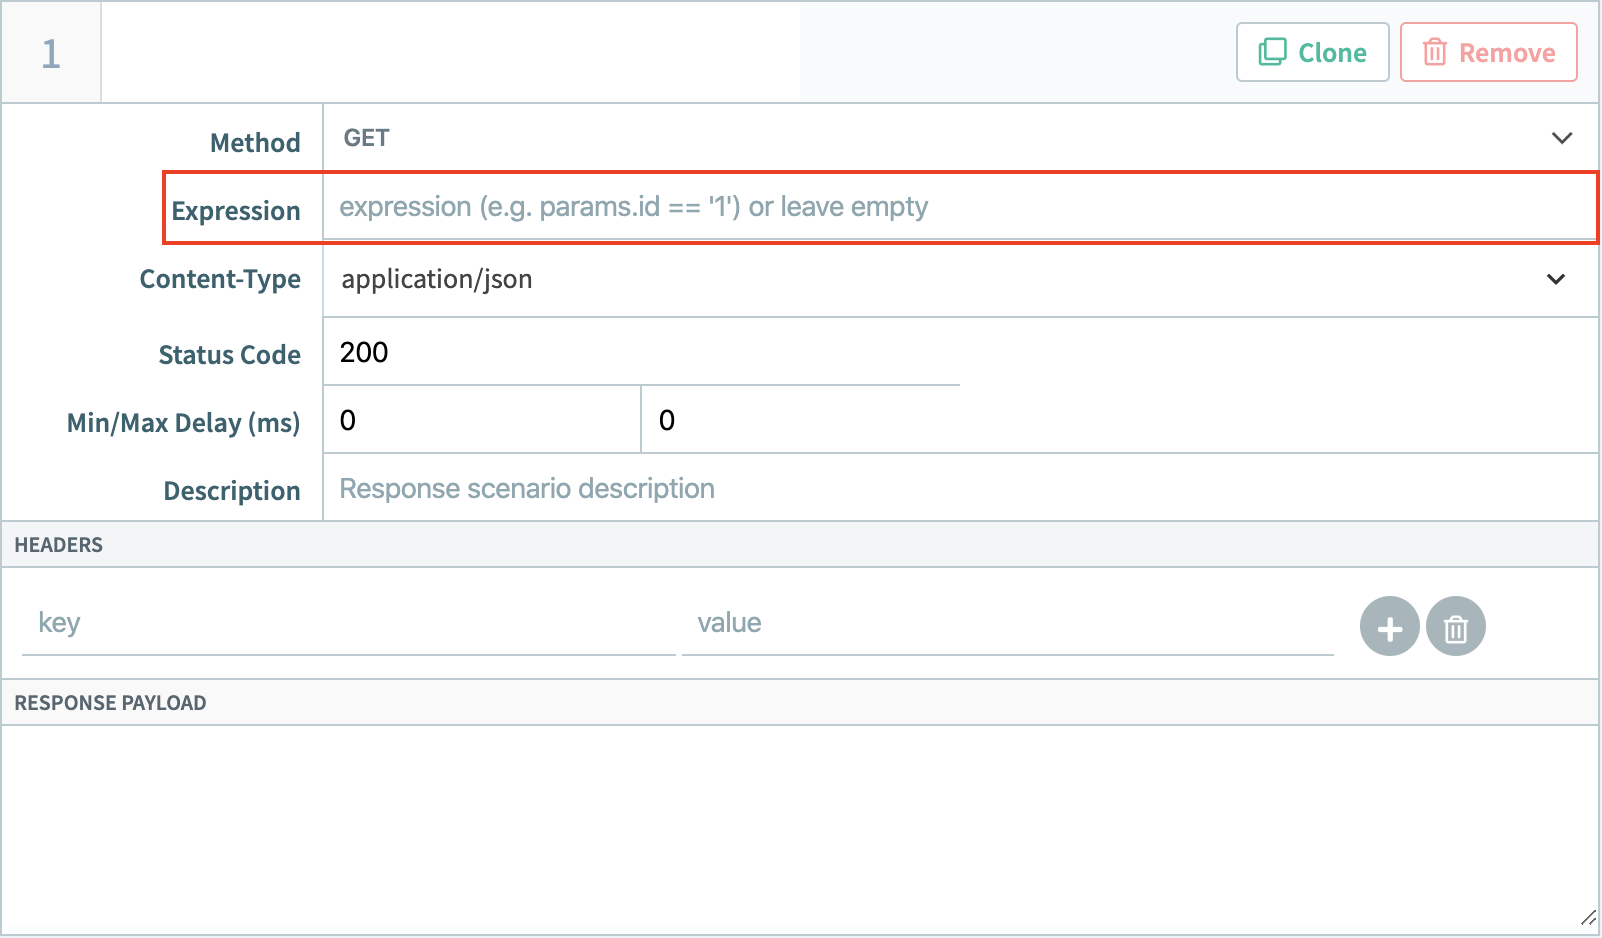 1
Clone
Remove
Method
GET
Expression
expression (e.g. params.id == '1') or leave empty
Content-Type
application/json
Status Code
200
Min/Max Delay (ms)
0
0
Description
Response scenario description
HEADERS
key
value
RESPONSE PAYLOAD